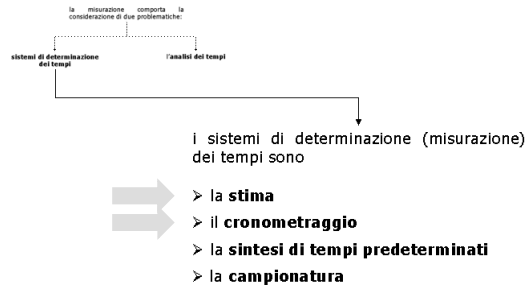 la misurazione comporta la
considerazione di due problematiche:
sistemi di determinazione
dei tempi
l'analisi dei tempi
i sistemi di determinazione (misurazione)
dei tempi sono
➢ la stima
➢ il cronometraggio
➢ la sintesi di tempi predeterminati
➢ la campionatura